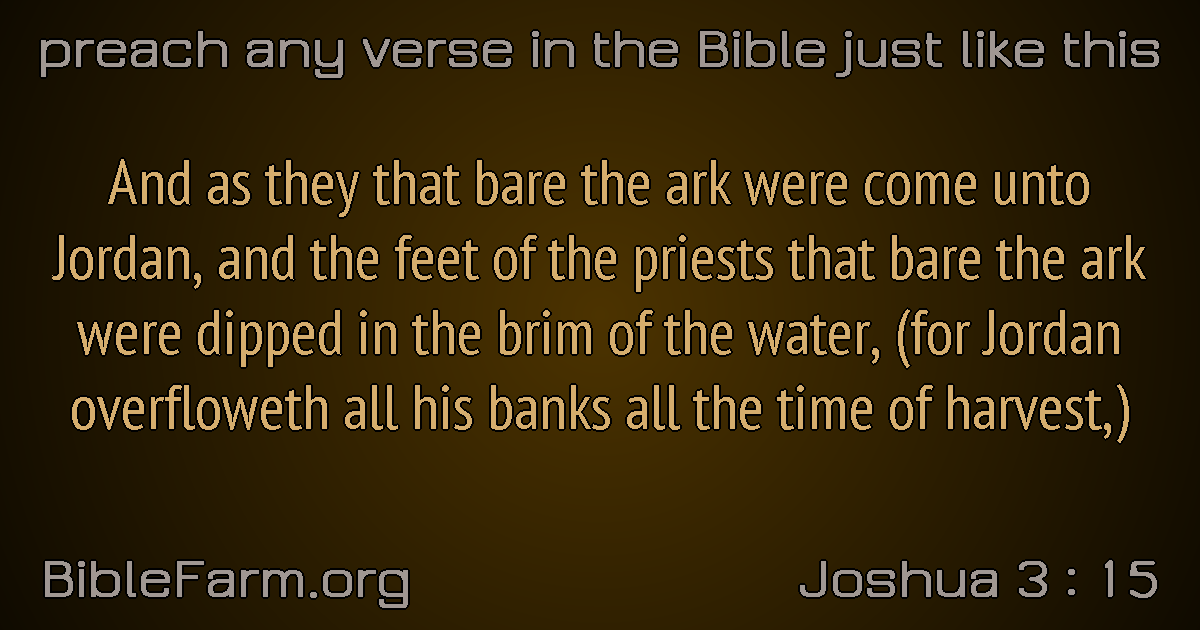 preach any verse in the Bible just like this
And as they that bare the ark were come unto
Jordan, and the feet of the priests that bare the ark
were dipped in the brim of the water, (for Jordan
overfloweth all his banks all the time of harvest,)
BibleFarm.org
Joshua 3 : 15